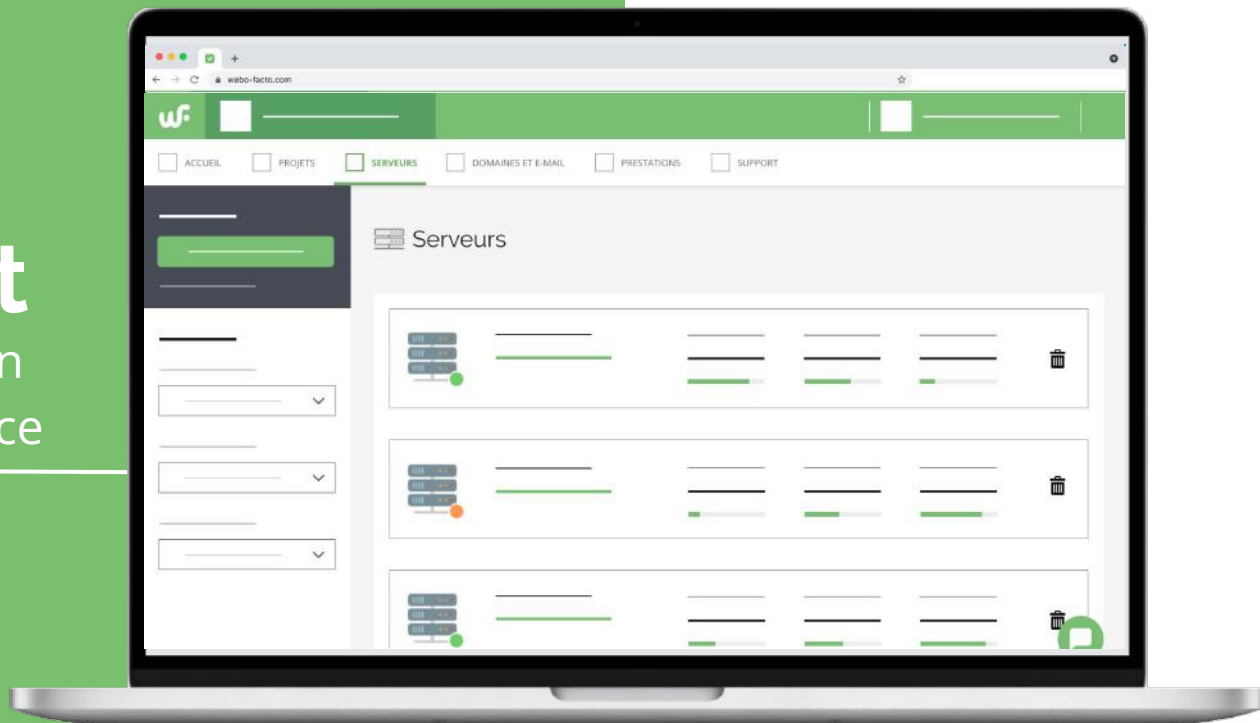 webo-facto.com
wf
ACCUEIL PROJETS SERVEURS DOMAINES ET E-MAIL PRESTATIONS SUPPORT
Serveurs
t
n
ce